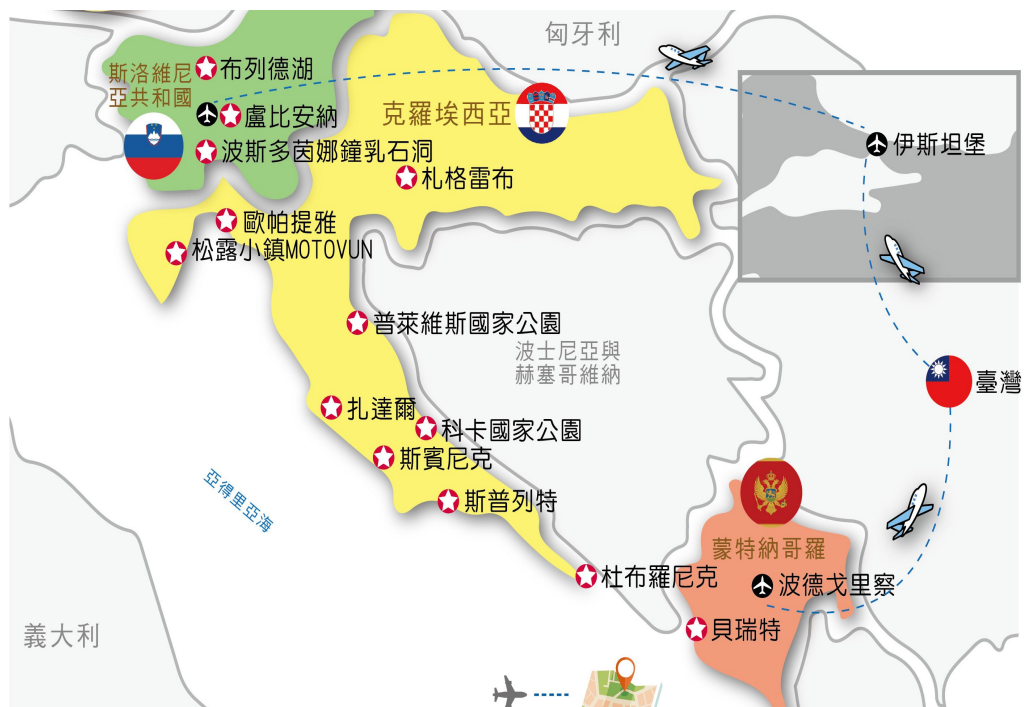 匈牙利
斯洛維尼
亞共和國
布列德湖
盧比安納
波斯多茵娜鐘乳石洞
克羅埃西亞
札格雷布
伊斯坦堡
歐帕提雅
松露小鎮MOTOVUN
普萊維斯國家公園
波士尼亞與
赫塞哥維納
臺灣
扎達爾
科卡國家公園
斯賓尼克
斯普列特
亞得里亞海
蒙特納哥羅
杜布羅尼克
波德戈里察
貝瑞特
義大利